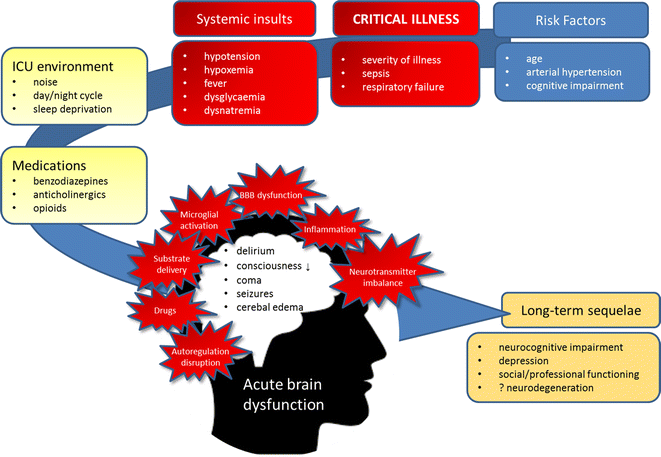 Systemic insults
hypotension
hypoxemia
fever
dysglycaemia
dysnatremia
CRITICAL ILLNESS
severity of illness
sepsis
respiratory failure
Risk Factors
age
arterial hypertension
cognitive impairment
ICU environment
noise
day/night cycle
sleep deprivation
Medications
benzodiazepines
anticholinergics
opioids
BBB dysfunction
Microglial
activation
Inflammation
Substrate
delivery
Neurotransmitter
imbalance
Drugs
Autoregulation
disruption
delirium
consciousness ↓
coma
seizures
cerebral edema
Acute brain
dysfunction
Long-term sequelae
neurocognitive impairment
depression
social/professional functioning
? neurodegeneration